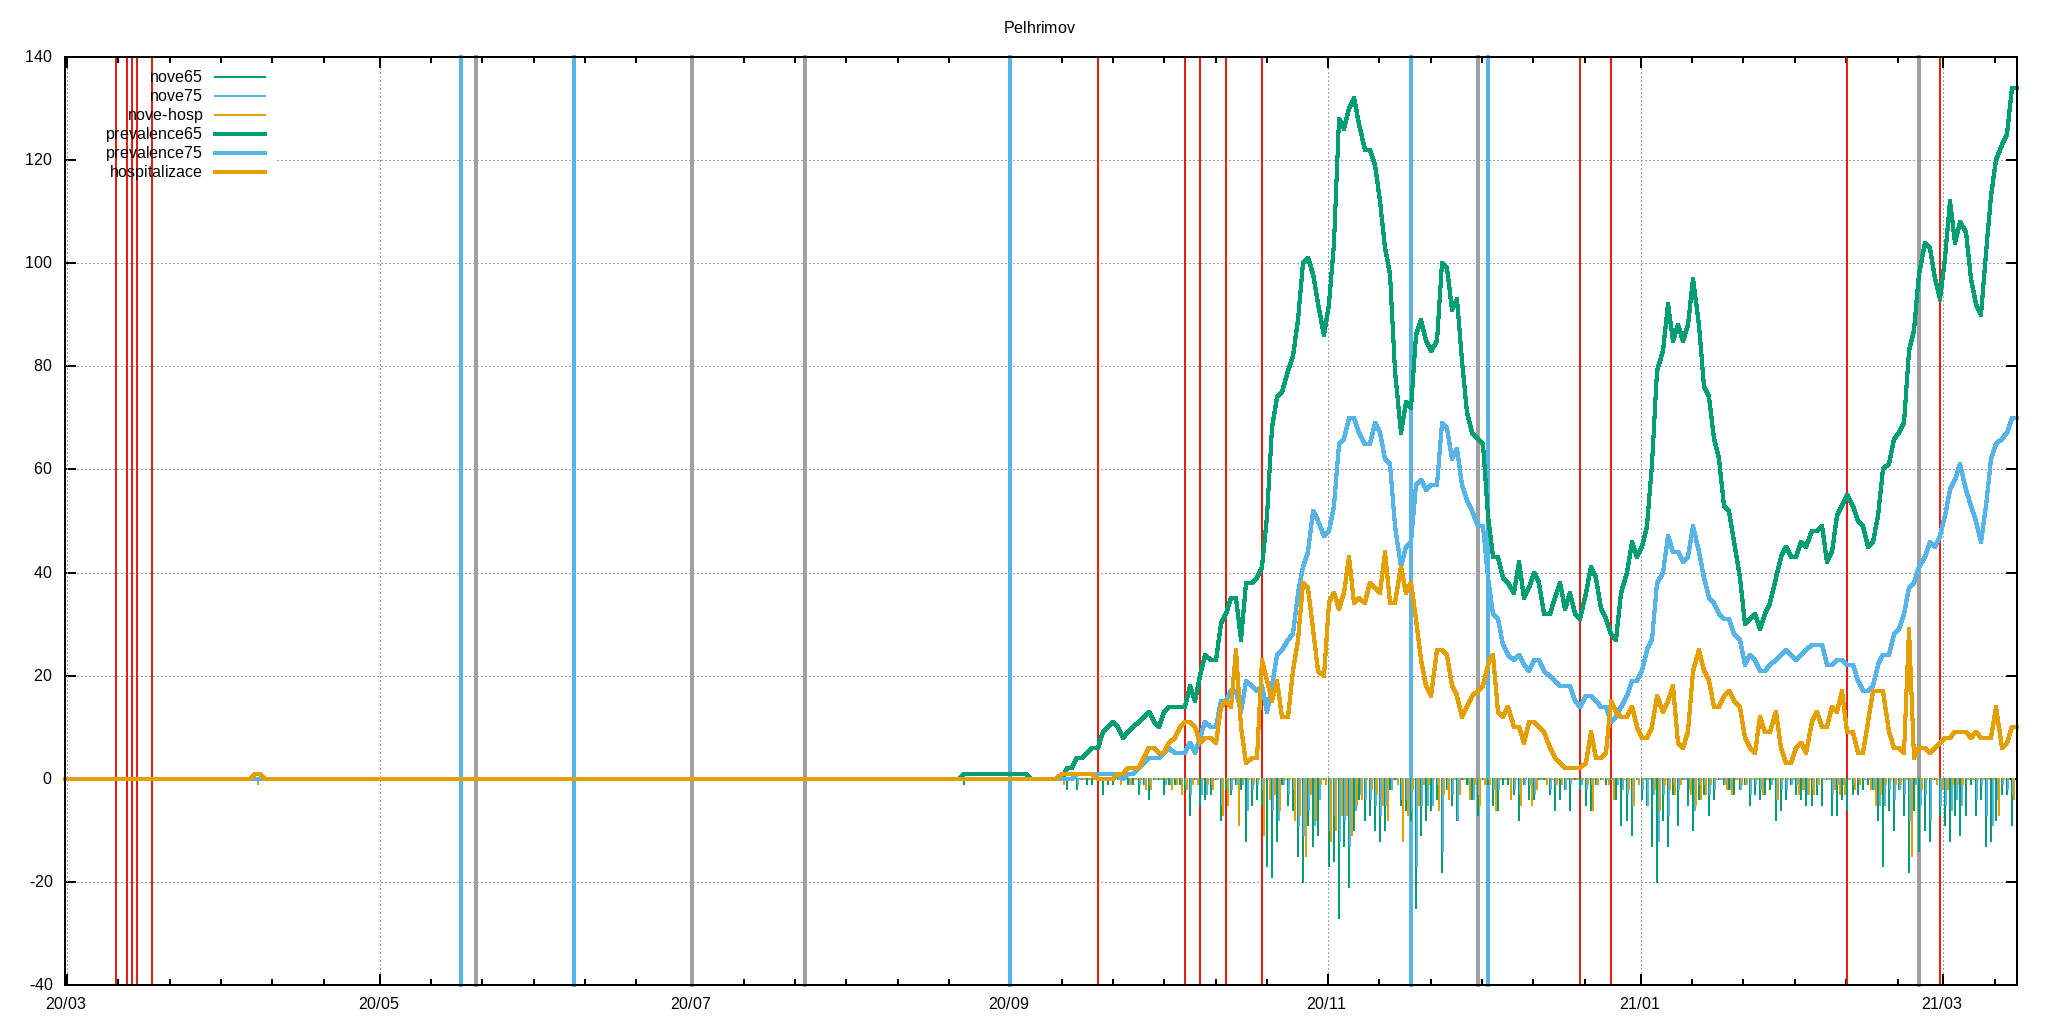 Pelhrimov
140
120
100
80
60
40
20
0
-20
-40
nove65
nove75
nove-hosp
prevalence65
prevalence75
hospitalizace
20/03 20/05 20/07 20/09 20/11 21/01 21/03